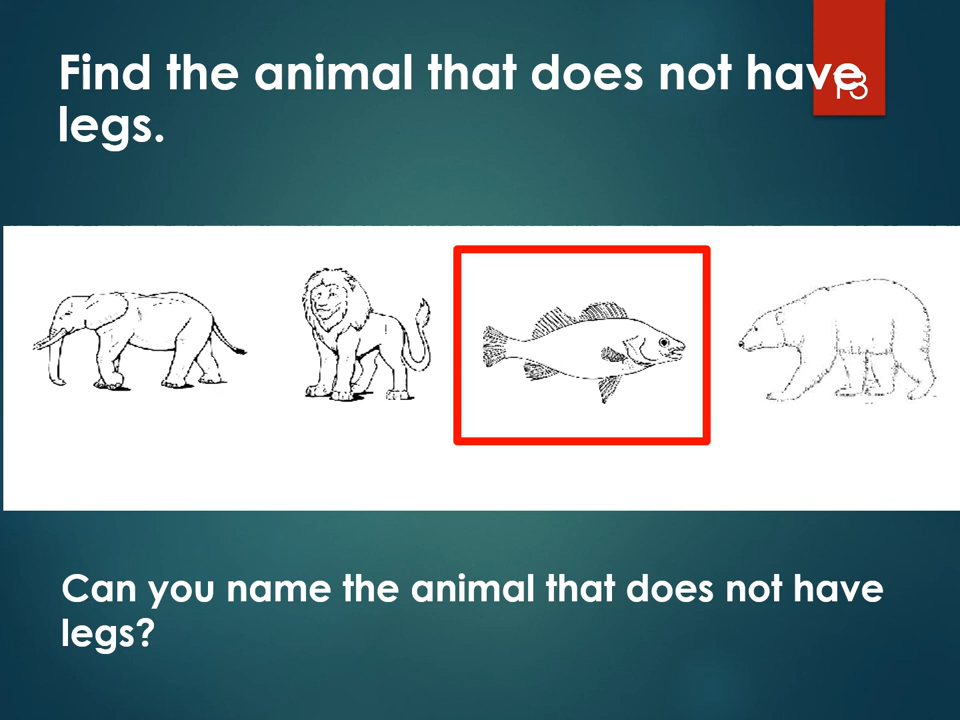 Find the animal that does not have
13
legs.
Can you name the animal that does not have
legs?